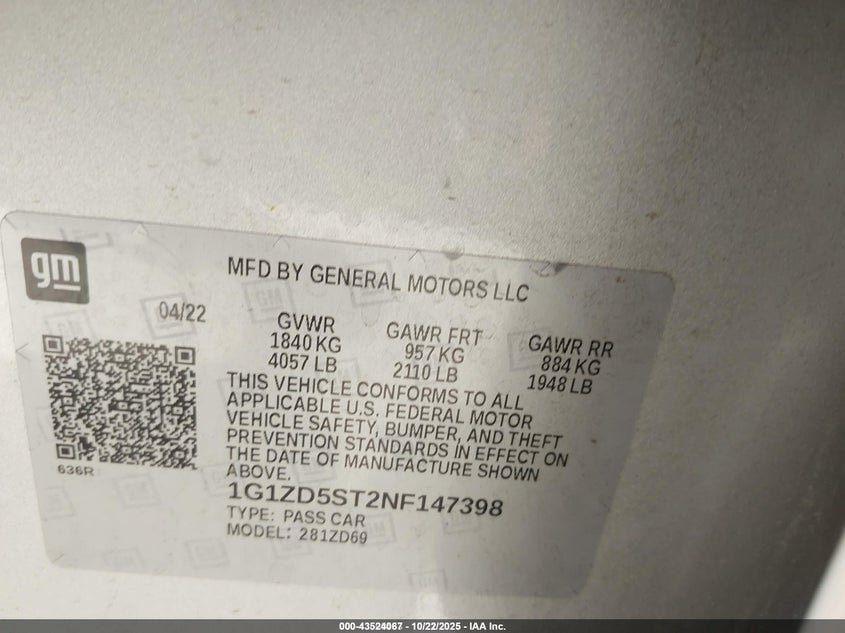 gm
MFD BY GENERAL MOTORS LLC
04/22
GVWR
1840 KG
4057 LB
GAWR FRT
957 KG
2110 LB
GAWR RR
884 KG
1948 LB
THIS VEHICLE CONFORMS TO ALL
APPLICABLE U.S. FEDERAL MOTOR
VEHICLE SAFETY, BUMPER, AND THEFT
PREVENTION STANDARDS IN EFFECT ON
THE DATE OF MANUFACTURE SHOWN
ABOVE.
636R
1G1ZD5ST2NF147398
TYPE: PASS CAR
MODEL: 281ZD69
000-43524067 - 10/22/2025 - IAA Inc.